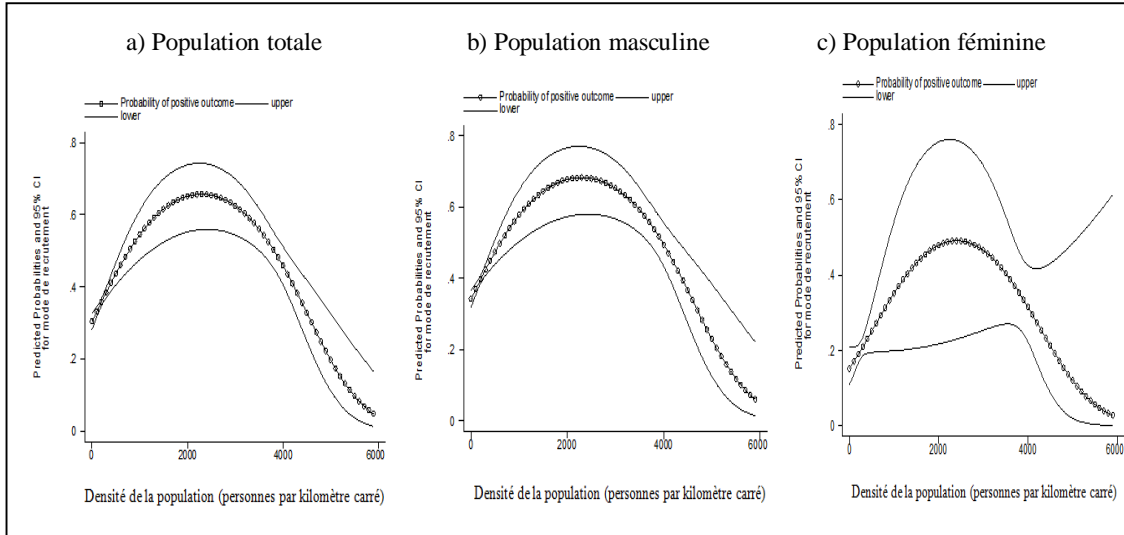 a) Population totale
Probability of positive outcome upper
lower
Predicted Probabilities and 95% CI
for mode de recrutement
.8
.6
.4
.2
0
0 2000 4000 6000
Densité de la population (personnes par kilomètre carré)
b) Population masculine
Probability of positive outcome upper
lower
Predicted Probabilities and 95% CI
for mode de recrutement
.8
.6
.4
.2
0
0 2000 4000 6000
Densité de la population (personnes par kilomètre carré)
c) Population féminine
Probability of positive outcome upper
lower
Predicted Probabilities and 95% CI
for mode de recrutement
.8
.6
.4
.2
0
0 2000 4000 6000
Densité de la population (personnes par kilomètre carré)